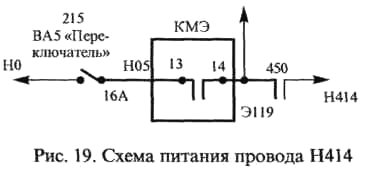 215
ВА5 «Пере-
ключатель»
КМЭ
Н0
Н05
13
14
450
16А
Э119
Н414
Рис. 19. Схема питания провода Н414